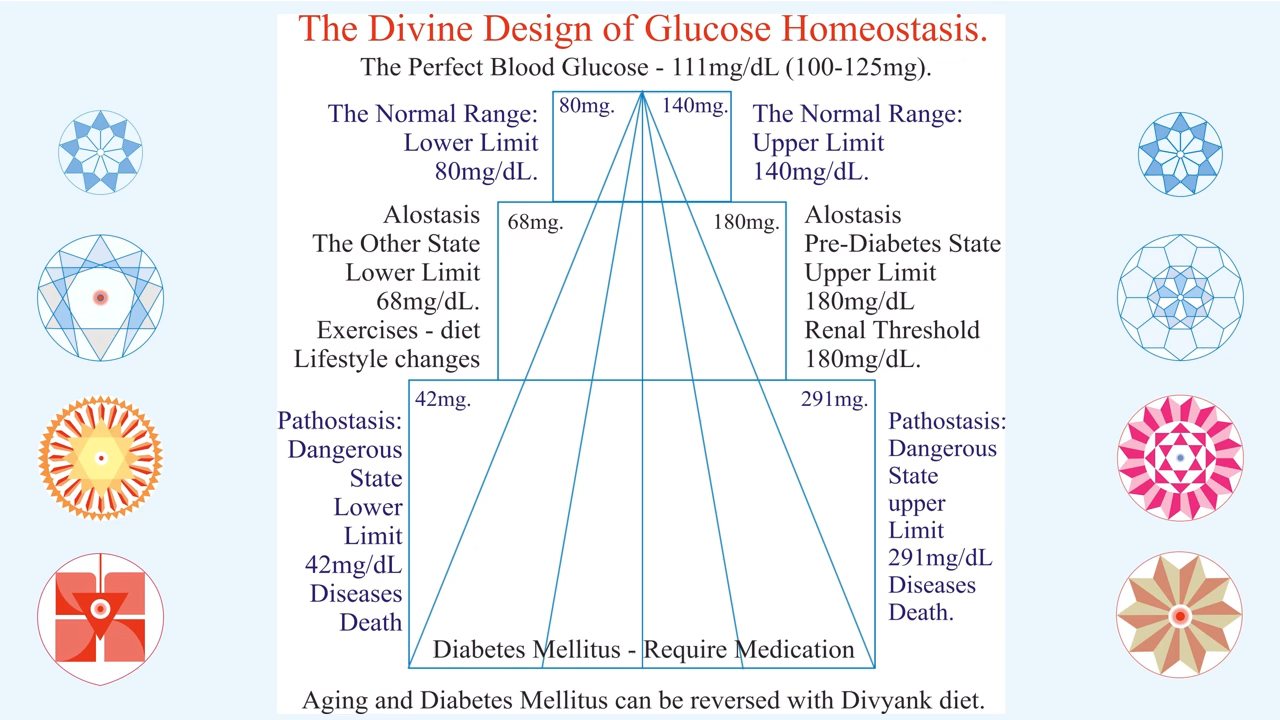 The Divine Design of Glucose Homeostasis.
The Perfect Blood Glucose - 111mg/dL (100-125mg).
The Normal Range:
Lower Limit
80mg/dL.
80mg.
140mg.
The Normal Range:
Upper Limit
140mg/dL.
Alostasis
The Other State
Lower Limit
68mg/dL.
Exercises - diet
Lifestyle changes
68mg.
180mg.
Alostasis
Pre-Diabetes State
Upper Limit
180mg/dL
Renal Threshold
180mg/dL.
Pathostasis:
Dangerous
State
Lower
Limit
42mg/dL
Diseases
Death
42mg.
291mg.
Pathostasis:
Dangerous
State
upper
Limit
291mg/dL
Diseases
Death.
Diabetes Mellitus - Require Medication
Aging and Diabetes Mellitus can be reversed with Divyank diet.